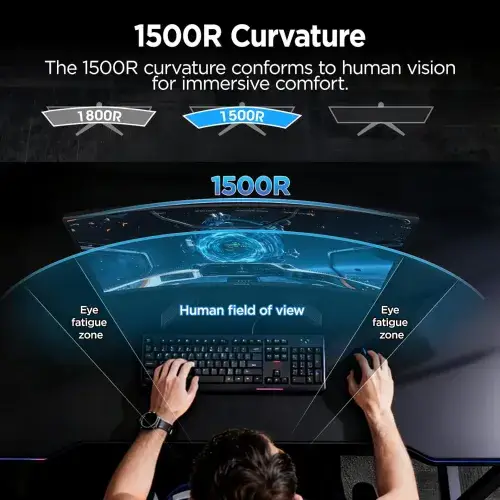 1500R Curvature
The 1500R curvature conforms to human vision
for immersive comfort.
1800R
1500R
1500R
Human field of view
Eye
fatigue
zone
Eye
fatigue
zone